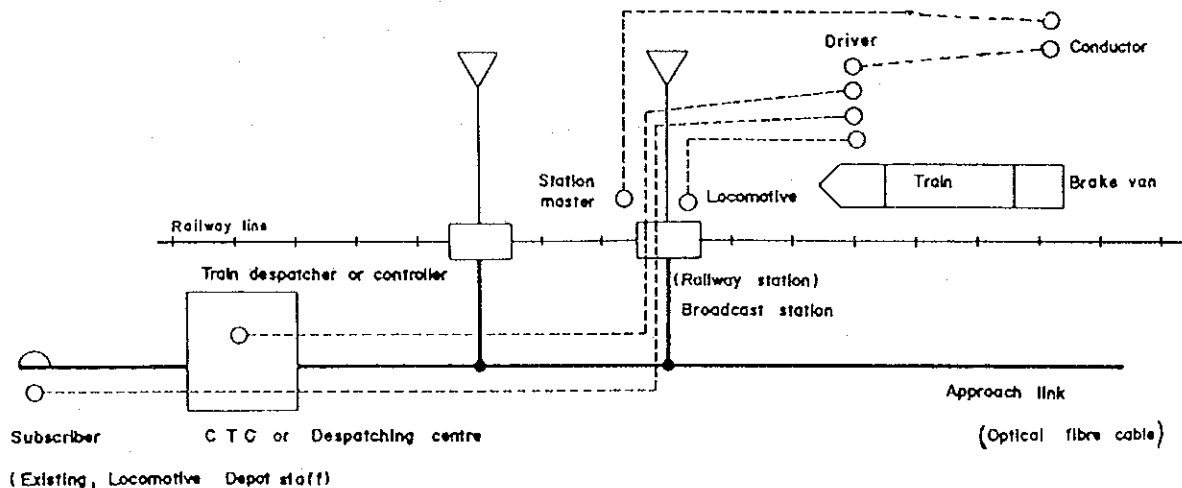 Driver
Conductor
Station
master
Locomotive
Train
Brake van
Railway line
Train despatcher or controller
(Railway station)
Broadcast station
Approach link
Subscriber
C T C or Despatching centre
(Optical fibre cable)
(Existing, Locomotive Depot staff)